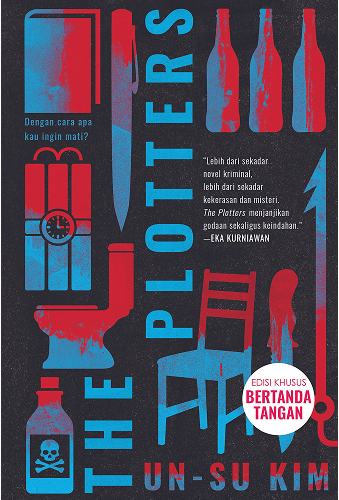 Dengan cara apa
kau ingin mati?
THE PLOTTERS
"Lebih dari sekadar
novel kriminal,
lebih dari sekadar
kekerasan dan misteri.
The Plotters menjanjikan
godaan sekaligus keindahan."
—EKA KURNIAWAN
EDISI KHUSUS
BERTANDA
TANGAN
UN-SU KIM